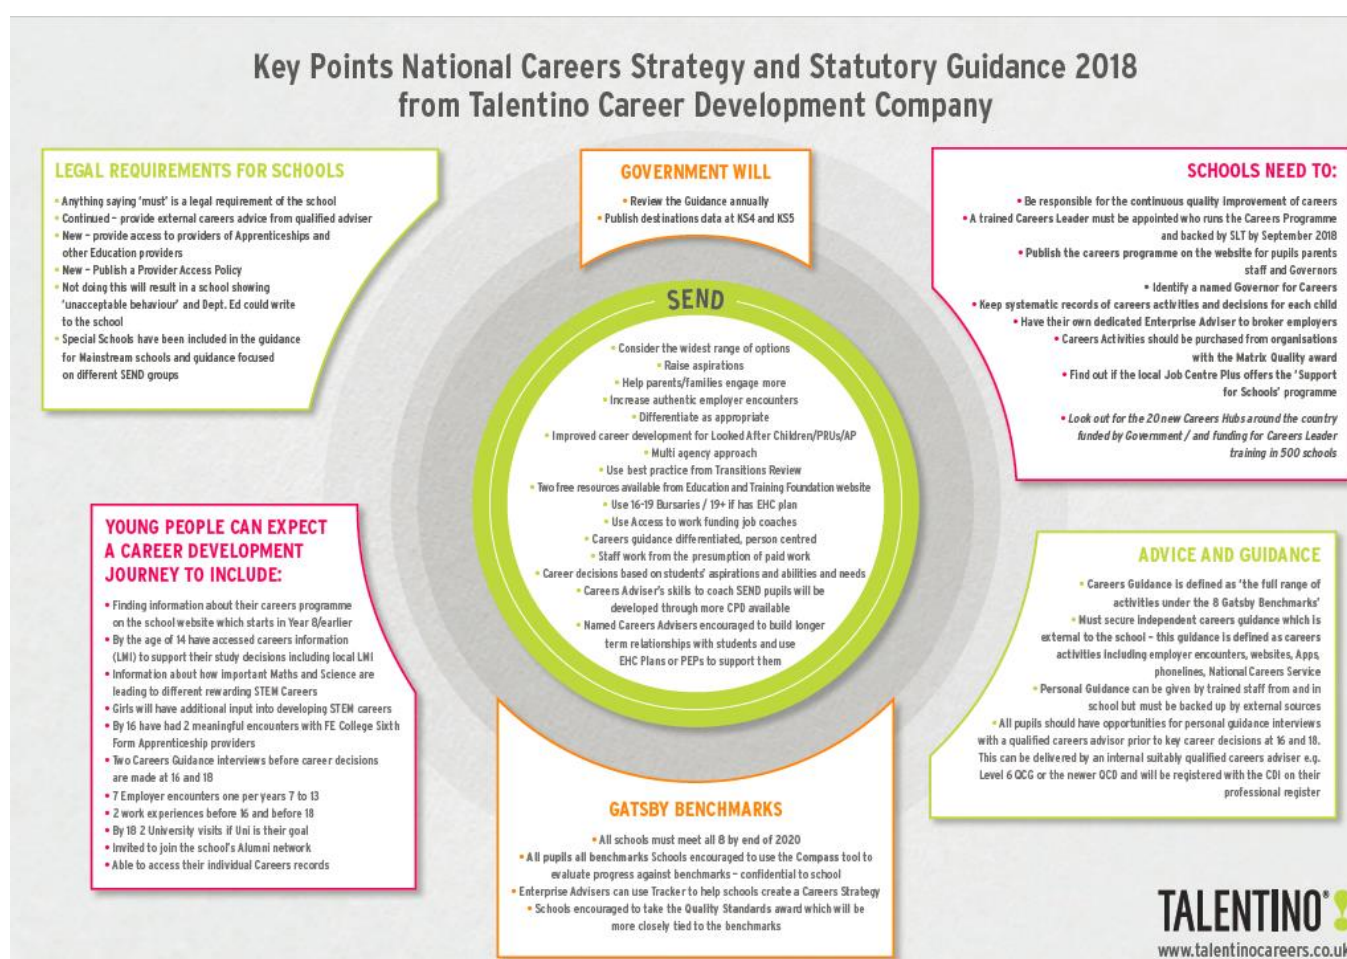 Key Points National Careers Strategy and Statutory Guidance 2018
from Talentino Career Development Company
LEGAL REQUIREMENTS FOR SCHOOLS
• Anything saying 'must' is a legal requirement of the school
• Continued – provide external careers advice from qualified adviser
• New – provide access to providers of Apprenticeships and
other Education providers
• New – Publish a Provider Access Policy
• Not doing this will result in a school showing
'unacceptable behaviour' and Dept. Ed could write
to the school
• Special Schools have been included in the guidance
for Mainstream schools and guidance focused
on different SEND groups
GOVERNMENT WILL
• Review the Guidance annually
• Publish destinations data at KS4 and KS5
SCHOOLS NEED TO:
• Be responsible for the continuous quality improvement of careers
• A trained Careers Leader must be appointed who runs the Careers Programme
and backed by SLT by September 2018
• Publish the careers programme on the website for pupils parents
staff and Governors
• Identify a named Governor for Careers
• Keep systematic records of careers activities and decisions for each child
• Have their own dedicated Enterprise Adviser to broker employers
• Careers Activities should be purchased from organisations
with the Matrix Quality award
• Find out if the local Job Centre Plus offers the 'Support
for Schools' programme
• Look out for the 20 new Careers Hubs around the country
funded by Government / and funding for Careers Leader
training in 500 schools
SEND
• Consider the widest range of options
• Raise aspirations
• Help parents/families engage more
• Increase authentic employer encounters
• Differentiate as appropriate
• Improved career development for Looked After Children/PRUs/AP
• Multi agency approach
• Use best practice from Transitions Review
• Two free resources available from Education and Training Foundation website
• Use 16-19 Bursaries / 19+ if has EHC plan
• Use Access to work funding job coaches
• Careers guidance differentiated, person centred
• Staff work from the presumption of paid work
• Career decisions based on students' aspirations and abilities and needs
• Careers Adviser's skills to coach SEND pupils will be
developed through more CPD available
• Named Careers Advisers encouraged to build longer
term relationships with students and use
EHC Plans or PEPs to support them
YOUNG PEOPLE CAN EXPECT
A CAREER DEVELOPMENT
JOURNEY TO INCLUDE:
• Finding information about their careers programme
on the school website which starts in Year 8/earlier
• By the age of 14 have accessed careers information
(LMI) to support their study decisions including local LMI
• Information about how important Maths and Science are
leading to different rewarding STEM Careers
• Girls will have additional input into developing STEM careers
• By 16 have had 2 meaningful encounters with FE College Sixth
Form Apprenticeship providers
• Two Careers Guidance interviews before career decisions
are made at 16 and 18
• 7 Employer encounters one per years 7 to 13
• 2 work experiences before 16 and before 18
• By 18 2 University visits if Uni is their goal
• Invited to join the school's Alumni network
• Able to access their individual Careers records
ADVICE AND GUIDANCE
• Careers Guidance is defined as 'the full range of
activities under the 8 Gatsby Benchmarks'
• Must secure independent careers guidance which is
external to the school – this guidance is defined as careers
activities including employer encounters, websites, Apps,
phonelines, National Careers Service
• Personal Guidance can be given by trained staff from and in
school but must be backed up by external sources
• All pupils should have opportunities for personal guidance interviews
with a qualified careers advisor prior to key career decisions at 16 and 18.
This can be delivered by an internal suitably qualified careers adviser e.g.
Level 6 QCG or the newer QCD and will be registered with the CDI on their
professional register
GATSBY BENCHMARKS
• All schools must meet all 8 by end of 2020
• All pupils all benchmarks Schools encouraged to use the Compass tool to
evaluate progress against benchmarks – confidential to school
• Enterprise Advisers can use Tracker to help schools create a Careers Strategy
• Schools encouraged to take the Quality Standards award which will be
more closely tied to the benchmarks
TALENTINO®!
www.talentinocareers.co.uk